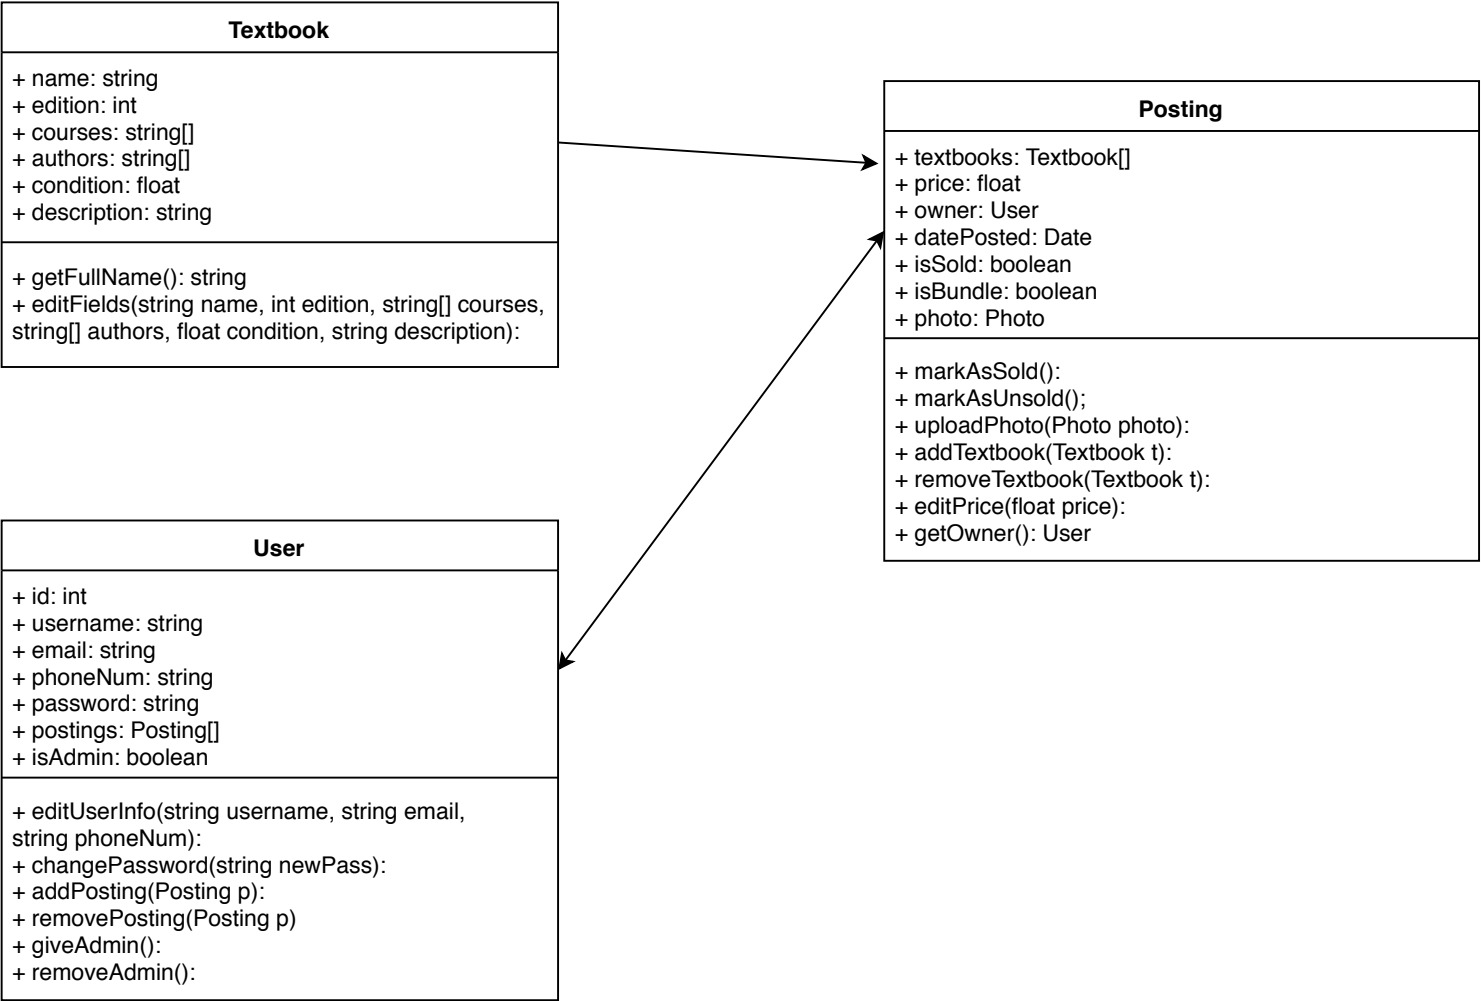 Textbook
+ name: string
+ edition: int
+ courses: string[]
+ authors: string[]
+ condition: float
+ description: string
+ getFullName(): string
+ editFields(string name, int edition, string[] courses,
string[] authors, float condition, string description):
Posting
+ textbooks: Textbook[]
+ price: float
+ owner: User
+ datePosted: Date
+ isSold: boolean
+ isBundle: boolean
+ photo: Photo
+ markAsSold():
+ markAsUnsold();
+ uploadPhoto(Photo photo):
+ addTextbook(Textbook t):
+ removeTextbook(Textbook t):
+ editPrice(float price):
+ getOwner(): User
User
+ id: int
+ username: string
+ email: string
+ phoneNum: string
+ password: string
+ postings: Posting[]
+ isAdmin: boolean
+ editUserInfo(string username, string email,
string phoneNum):
+ changePassword(string newPass):
+ addPosting(Posting p):
+ removePosting(Posting p)
+ giveAdmin():
+ removeAdmin():